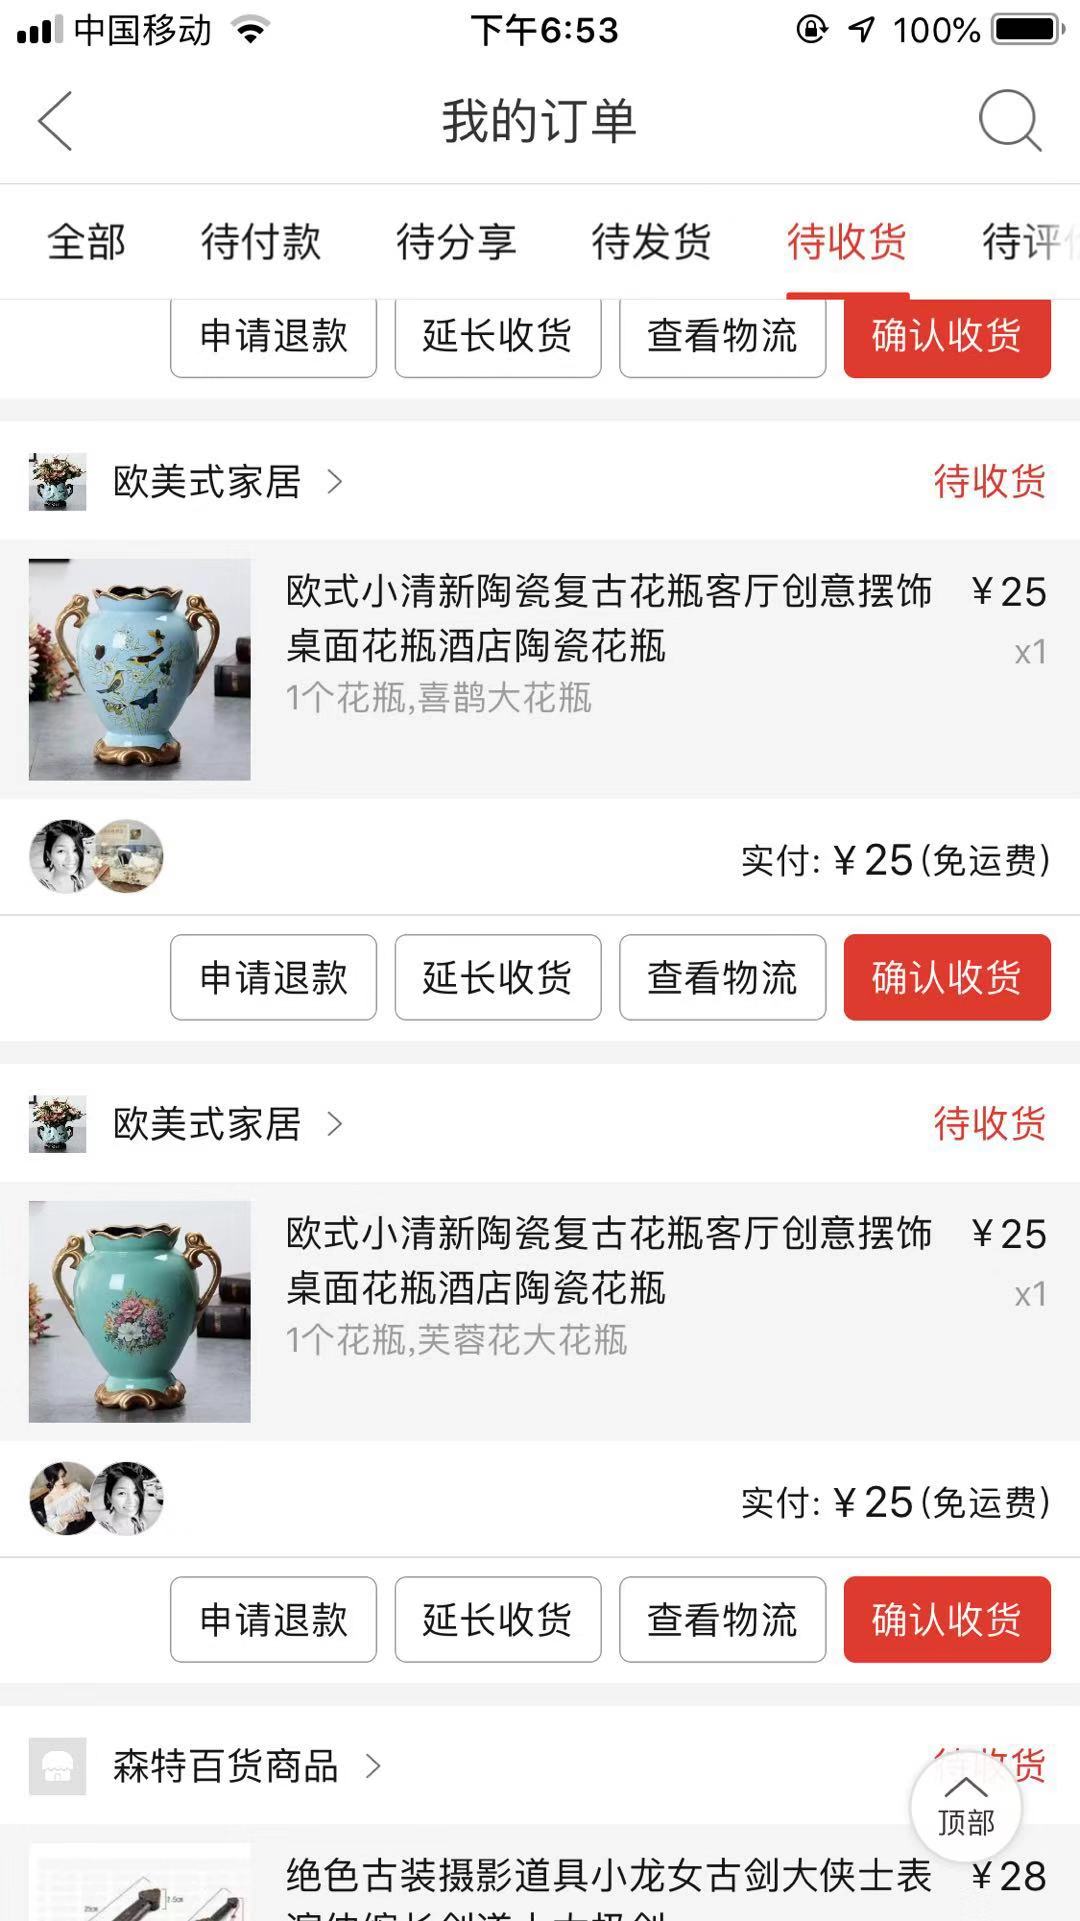 中国移动 下午6:53 100%
我的订单
全部 待付款 待分享 待发货 待收货 待评价
申请退款 延长收货 查看物流 确认收货
欧美式家居 待收货
欧式小清新陶瓷复古花瓶客厅创意摆饰 ¥25
桌面花瓶酒店陶瓷花瓶 x1
1个花瓶,喜鹊大花瓶
实付: ¥25(免运费)
申请退款 延长收货 查看物流 确认收货
欧美式家居 待收货
欧式小清新陶瓷复古花瓶客厅创意摆饰 ¥25
桌面花瓶酒店陶瓷花瓶 x1
1个花瓶,芙蓉花大花瓶
实付: ¥25(免运费)
申请退款 延长收货 查看物流 确认收货
森特百货商品 待收货
顶部
绝色古装摄影道具小龙女古剑大侠士表 ¥28